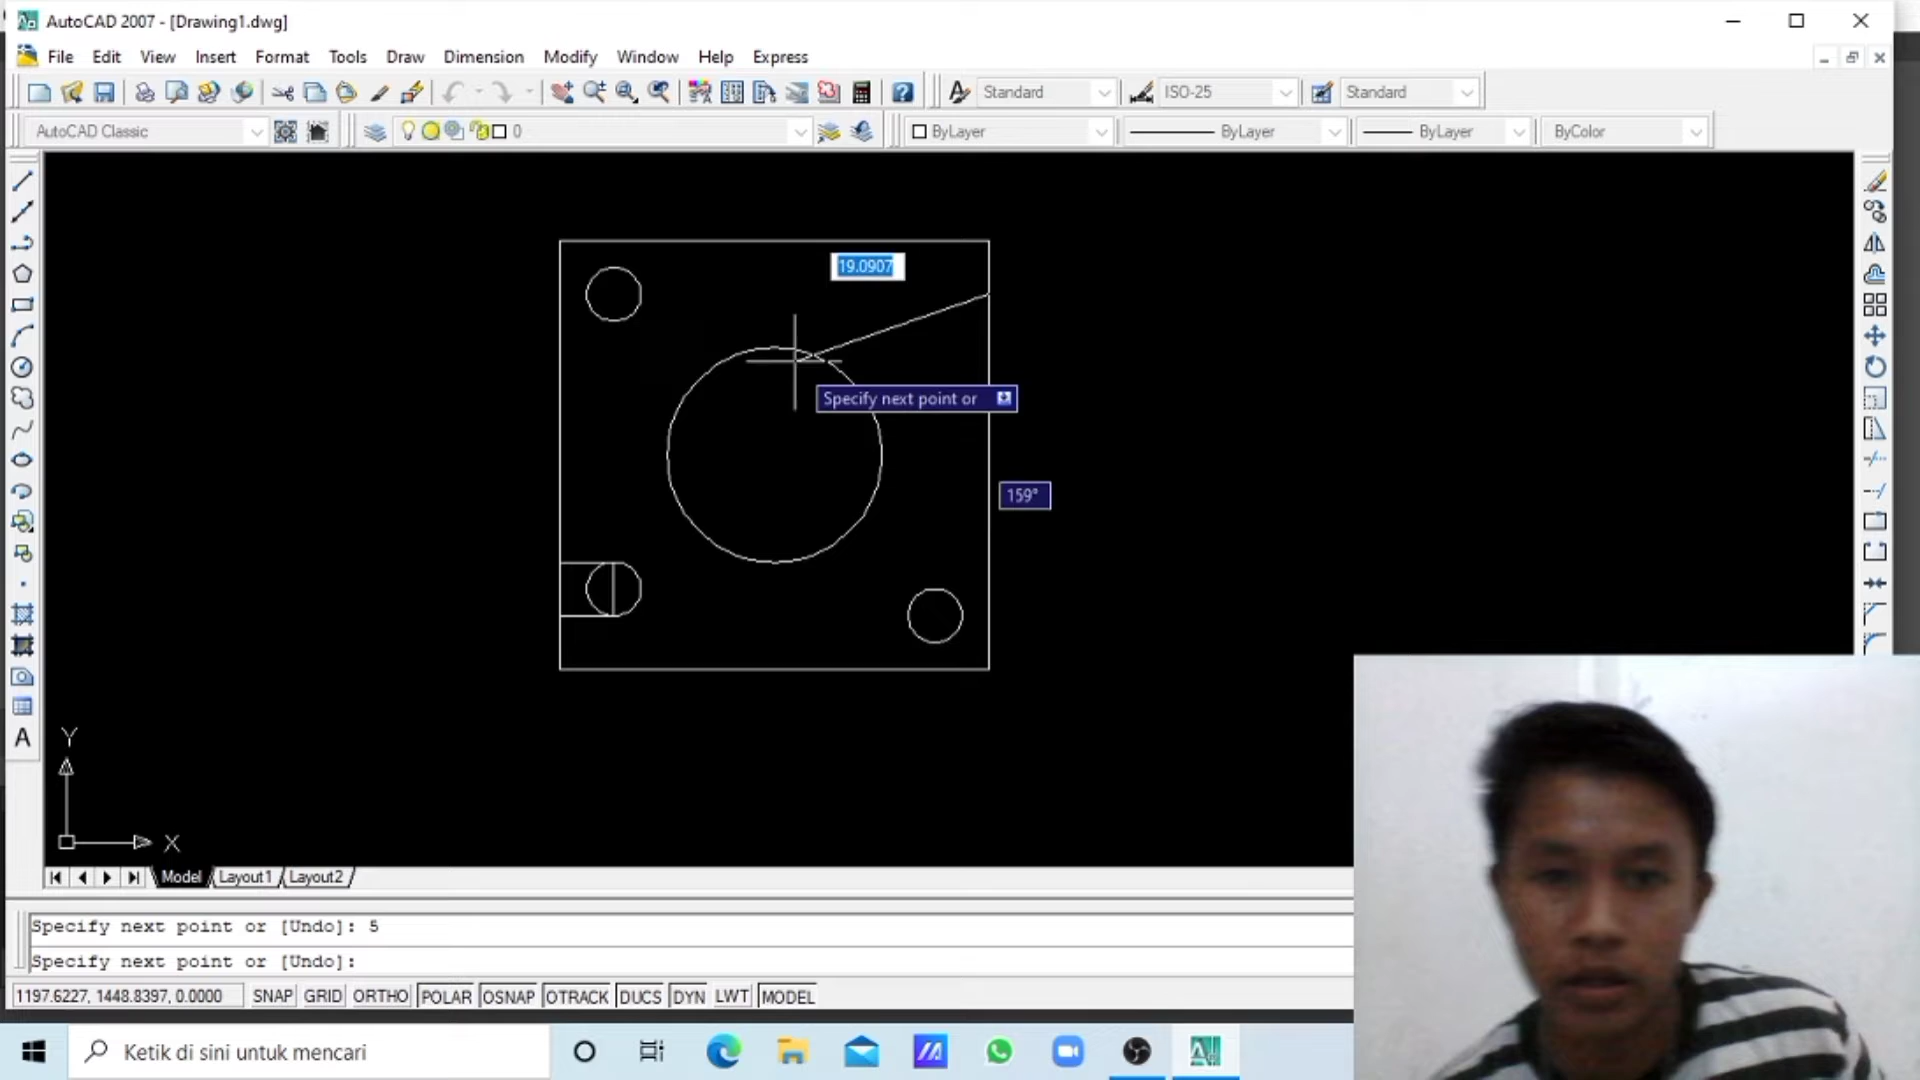 AutoCAD 2007 - [Drawing1.dwg]
File Edit View Insert Format Tools Draw Dimension Modify Window Help Express
Standard ISO-25 Standard
AutoCAD Classic 0 ByLayer ByLayer ByLayer ByColor
19.0907
Specify next point or
159°
A
Y
X
Model Layout1 Layout2
Specify next point or [Undo]: 5
Specify next point or [Undo]:
1197.6227, 1448.8397, 0.0000 SNAP GRID ORTHO POLAR OSNAP OTRACK DUCS DYN LWT MODEL
Ketik di sini untuk mencari